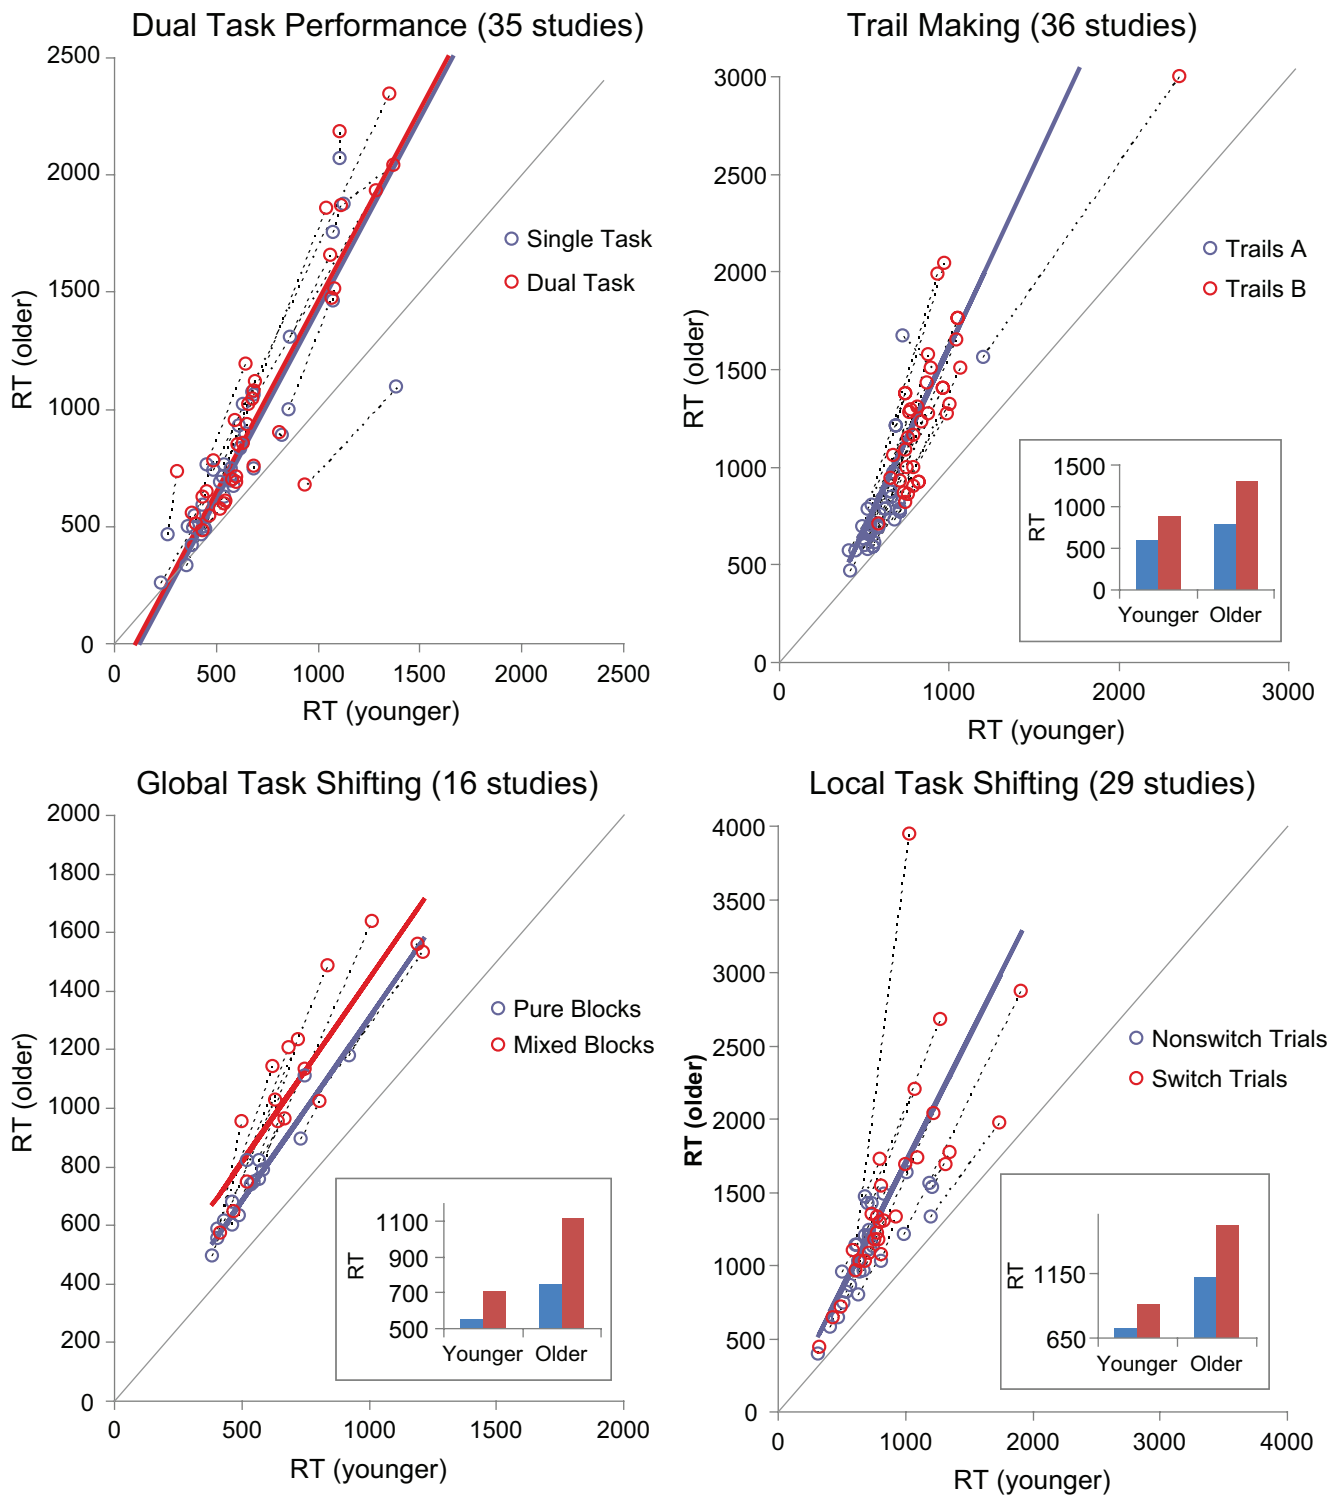 Dual Task Performance (35 studies)
2500
2000
1500
1000
500
0
RT (older)
0 500 1000 1500 2000 2500
RT (younger)
Single Task
Dual Task
Trail Making (36 studies)
3000
2500
2000
1500
1000
500
0
RT (older)
0 1000 2000 3000
RT (younger)
Trails A
Trails B
1500
1000
500
0
RT
Younger Older
Global Task Shifting (16 studies)
2000
1800
1600
1400
1200
1000
800
600
400
200
0
RT (older)
0 500 1000 1500 2000
RT (younger)
Pure Blocks
Mixed Blocks
1100
900
700
500
RT
Younger Older
Local Task Shifting (29 studies)
4000
3500
3000
2500
2000
1500
1000
500
0
RT (older)
0 1000 2000 3000 4000
RT (younger)
Nonswitch Trials
Switch Trials
1150
650
RT
Younger Older